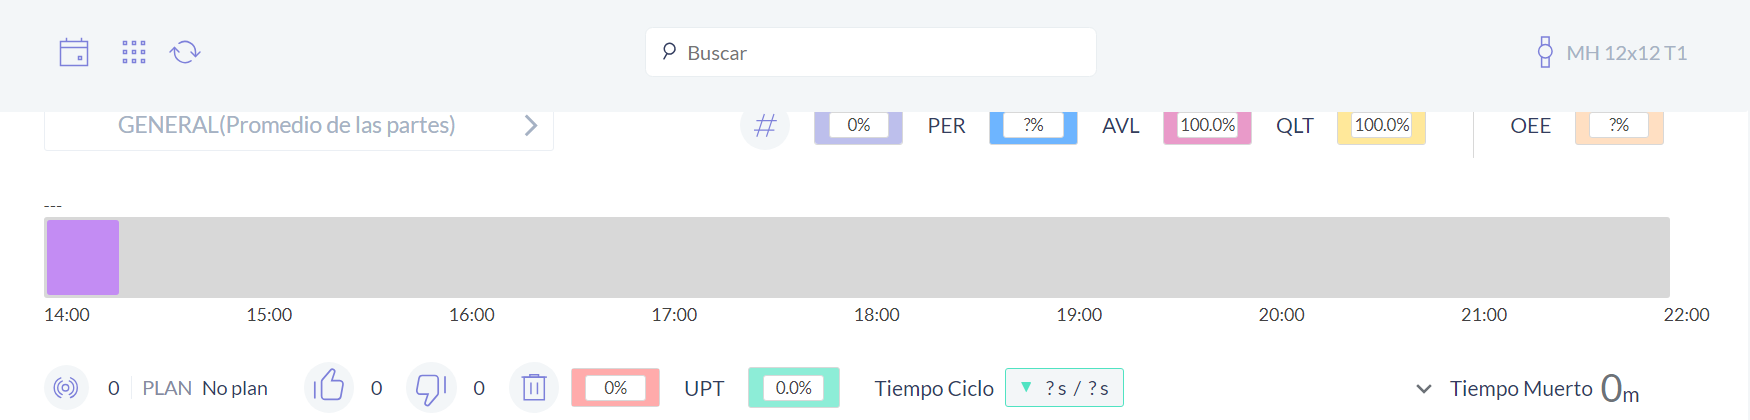 Buscar
MH 12x12 T1
GENERAL(Promedio de las partes)
# 0% PER ?% AVL 100.0% QLT 100.0% OEE ?%
---
14:00 15:00 16:00 17:00 18:00 19:00 20:00 21:00 22:00
0 PLAN No plan 0 0 0% UPT 0.0% Tiempo Ciclo ? s / ? s Tiempo Muerto 0m